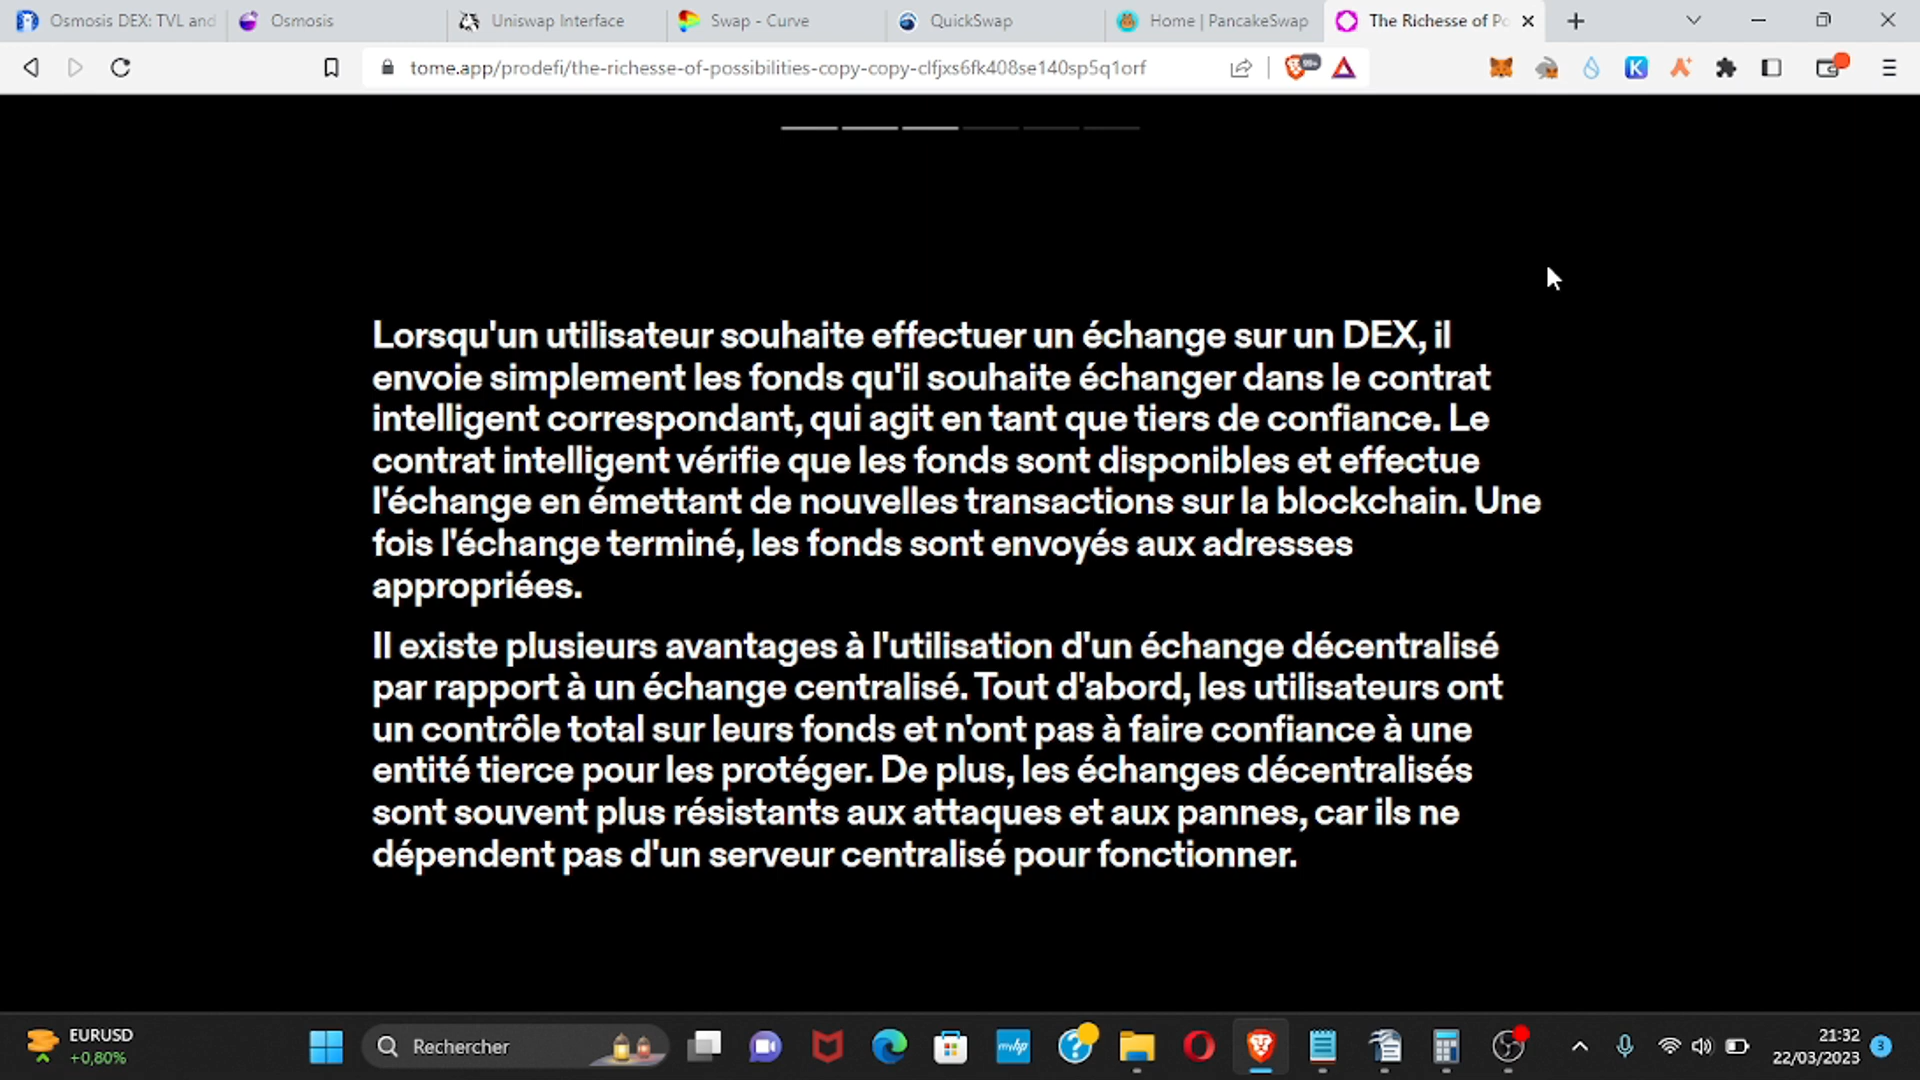 Osmosis DEX: TVL and
Osmosis
Uniswap Interface
Swap - Curve
QuickSwap
Home | PancakeSwap
The Richesse of Po
tome.app/prodefi/the-richesse-of-possibilities-copy-copy-clfjxs6fk408se140sp5q1orf
99+
Lorsqu'un utilisateur souhaite effectuer un échange sur un DEX, il
envoie simplement les fonds qu'il souhaite échanger dans le contrat
intelligent correspondant, qui agit en tant que tiers de confiance. Le
contrat intelligent vérifie que les fonds sont disponibles et effectue
l'échange en émettant de nouvelles transactions sur la blockchain. Une
fois l'échange terminé, les fonds sont envoyés aux adresses
appropriées.
Il existe plusieurs avantages à l'utilisation d'un échange décentralisé
par rapport à un échange centralisé. Tout d'abord, les utilisateurs ont
un contrôle total sur leurs fonds et n'ont pas à faire confiance à une
entité tierce pour les protéger. De plus, les échanges décentralisés
sont souvent plus résistants aux attaques et aux pannes, car ils ne
dépendent pas d'un serveur centralisé pour fonctionner.
EURUSD
+0,80%
Rechercher
myhp
21:32
22/03/2023
3